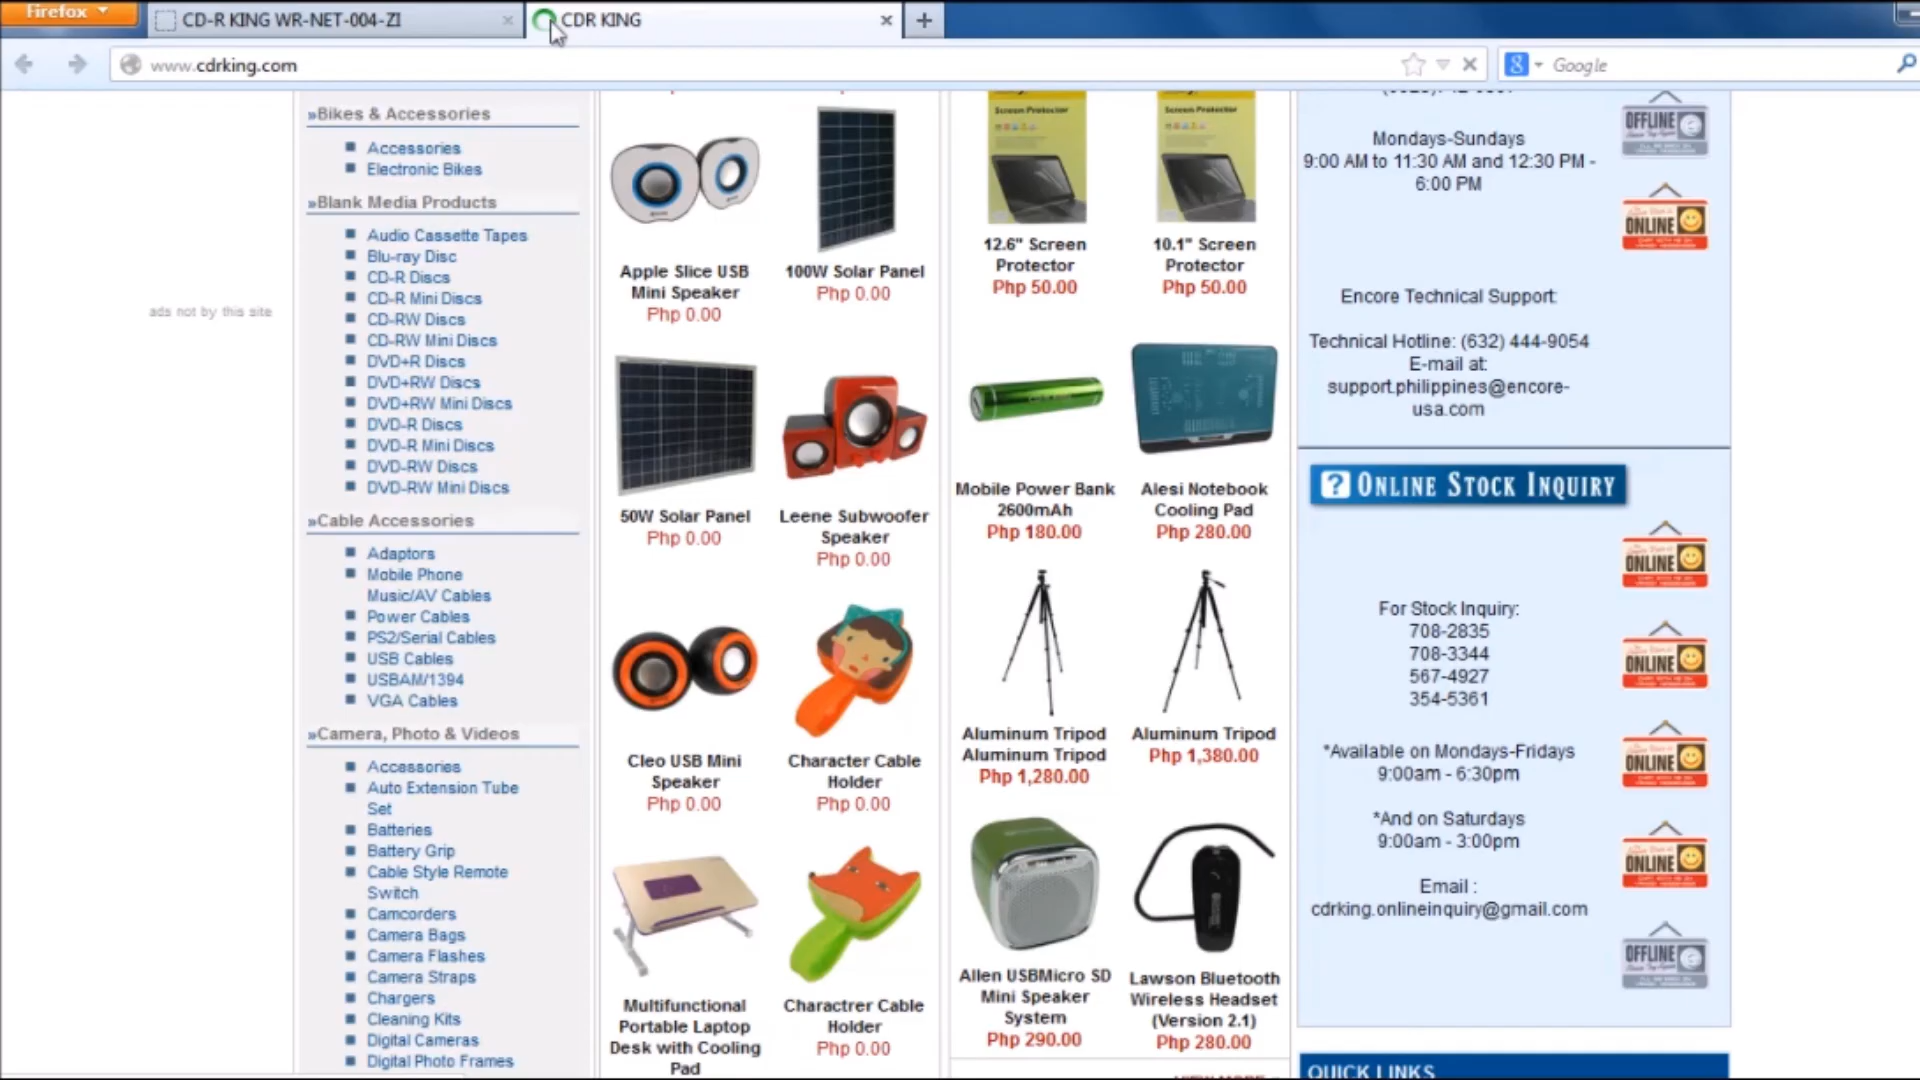 Firefox
CD-R KING WR-NET-004-ZI
CDR KING
www.cdrking.com
Google
ads not by this site
»Bikes & Accessories
Accessories
Electronic Bikes
»Blank Media Products
Audio Cassette Tapes
Blu-ray Disc
CD-R Discs
CD-R Mini Discs
CD-RW Discs
CD-RW Mini Discs
DVD+R Discs
DVD+RW Discs
DVD+RW Mini Discs
DVD-R Discs
DVD-R Mini Discs
DVD-RW Discs
DVD-RW Mini Discs
»Cable Accessories
Adaptors
Mobile Phone
Music/AV Cables
Power Cables
PS2/Serial Cables
USB Cables
USBAM/1394
VGA Cables
»Camera, Photo & Videos
Accessories
Auto Extension Tube
Set
Batteries
Battery Grip
Cable Style Remote
Switch
Camcorders
Camera Bags
Camera Flashes
Camera Straps
Chargers
Cleaning Kits
Digital Cameras
Digital Photo Frames
Apple Slice USB
Mini Speaker
Php 0.00
100W Solar Panel
Php 0.00
50W Solar Panel
Php 0.00
Leene Subwoofer
Speaker
Php 0.00
Cleo USB Mini
Speaker
Php 0.00
Character Cable
Holder
Php 0.00
Multifunctional
Portable Laptop
Desk with Cooling
Pad
Charactrer Cable
Holder
Php 0.00
Screen Protector
12.6" Screen
Protector
Php 50.00
Screen Protector
10.1" Screen
Protector
Php 50.00
Mobile Power Bank
2600mAh
Php 180.00
Alesi Notebook
Cooling Pad
Php 280.00
Aluminum Tripod
Aluminum Tripod
Php 1,280.00
Aluminum Tripod
Php 1,380.00
Allen USBMicro SD
Mini Speaker
System
Php 290.00
Lawson Bluetooth
Wireless Headset
(Version 2.1)
Php 280.00
Mondays-Sundays
9:00 AM to 11:30 AM and 12:30 PM -
6:00 PM
OFFLINE
ONLINE
Encore Technical Support:
Technical Hotline: (632) 444-9054
E-mail at:
support.philippines@encore-
usa.com
? ONLINE STOCK INQUIRY
ONLINE
For Stock Inquiry:
708-2835
708-3344
567-4927
354-5361
ONLINE
*Available on Mondays-Fridays
9:00am - 6:30pm
ONLINE
*And on Saturdays
9:00am - 3:00pm
ONLINE
Email :
cdrking.onlineinquiry@gmail.com
OFFLINE
QUICK LINKS